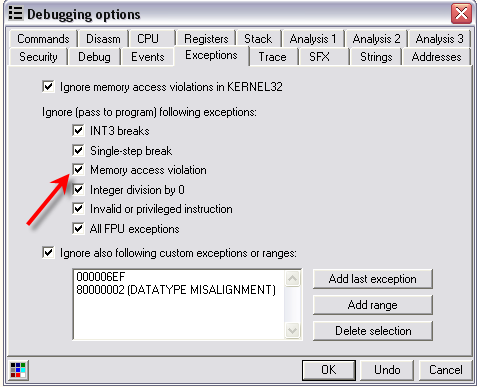 Debugging options
Commands Disasm CPU Registers Stack Analysis 1 Analysis 2 Analysis 3
Security Debug Events Exceptions Trace SFX Strings Addresses
Ignore memory access violations in KERNEL32
Ignore (pass to program) following exceptions:
INT3 breaks
Single-step break
Memory access violation
Integer division by 0
Invalid or privileged instruction
All FPU exceptions
Ignore also following custom exceptions or ranges:
000006EF
80000002 (DATATYPE MISALIGNMENT)
Add last exception
Add range
Delete selection
OK Undo Cancel